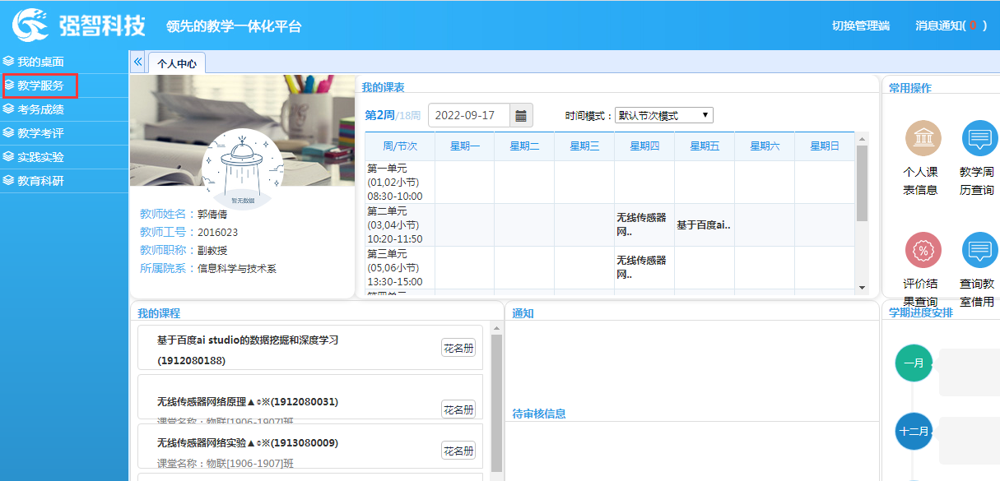 强智科技 领先的教学一体化平台 切换管理端 消息通知( 0 )
我的桌面
教学服务
考务成绩
教学考评
实践实验
教育科研
个人中心
暂无数据
教师姓名：郭倩倩
教师工号：2016023
教师职称：副教授
所属院系：信息科学与技术系
我的课表
第2周/18周 2022-09-17 时间模式：默认节次模式
周/节次 星期一 星期二 星期三 星期四 星期五 星期六 星期日
第一单元
(01,02小节)
08:30-10:00
第二单元
(03,04小节)
10:20-11:50
无线传感器
网..
基于百度ai..
第三单元
(05,06小节)
13:30-15:00
无线传感器
网..
第四单元
常用操作
个人课
表信息
教学周
历查询
评价结
果查询
查询教
室借用
我的课程
基于百度ai studio的数据挖掘和深度学习
(1912080188)
花名册
无线传感器网络原理▲○※(1912080031)
课堂名称：物联[1906-1907]班
花名册
无线传感器网络实验▲○※(1913080009)
课堂名称：物联[1906-1907]班
花名册
通知
待审核信息
学期进度安排
一月
十二月